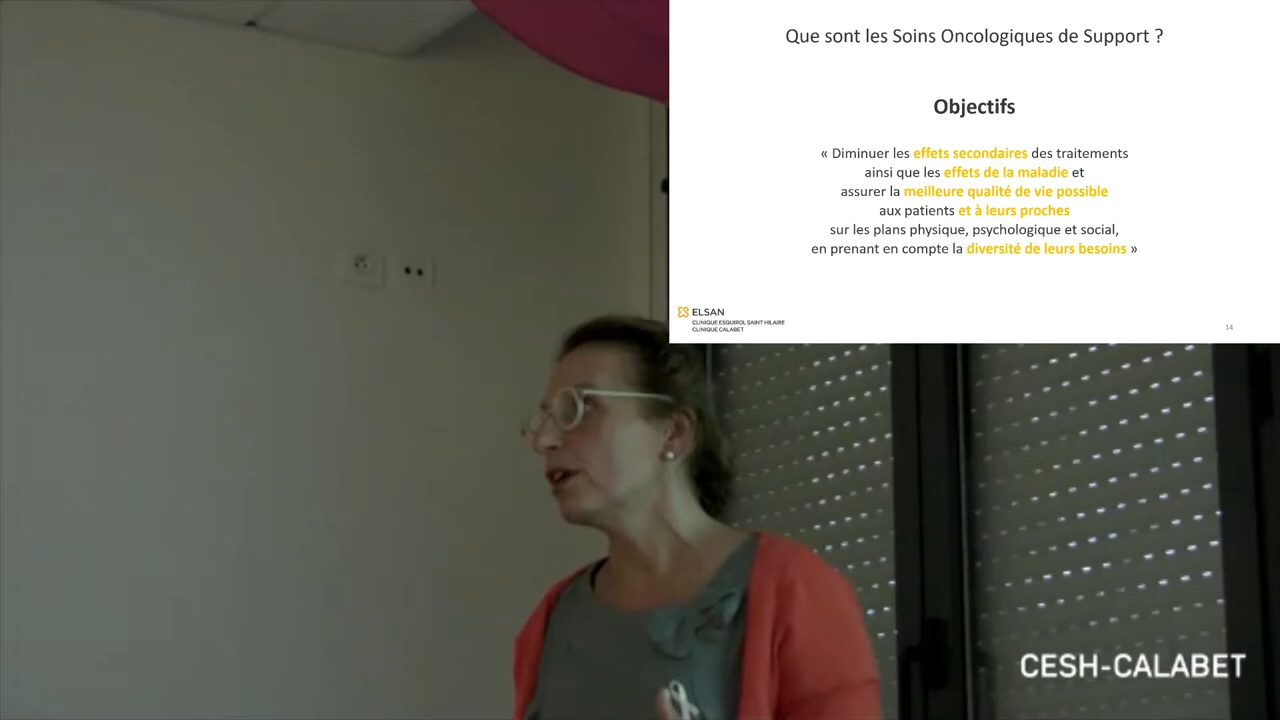 Que sont les Soins Oncologiques de Support ?
Objectifs
« Diminuer les effets secondaires des traitements
ainsi que les effets de la maladie et
assurer la meilleure qualité de vie possible
aux patients et à leurs proches
sur les plans physique, psychologique et social,
en prenant en compte la diversité de leurs besoins »
ELSAN
CLINIQUE ESQUIROL SAINT HILAIRE
CLINIQUE CALABET
14
CESH-CALABET